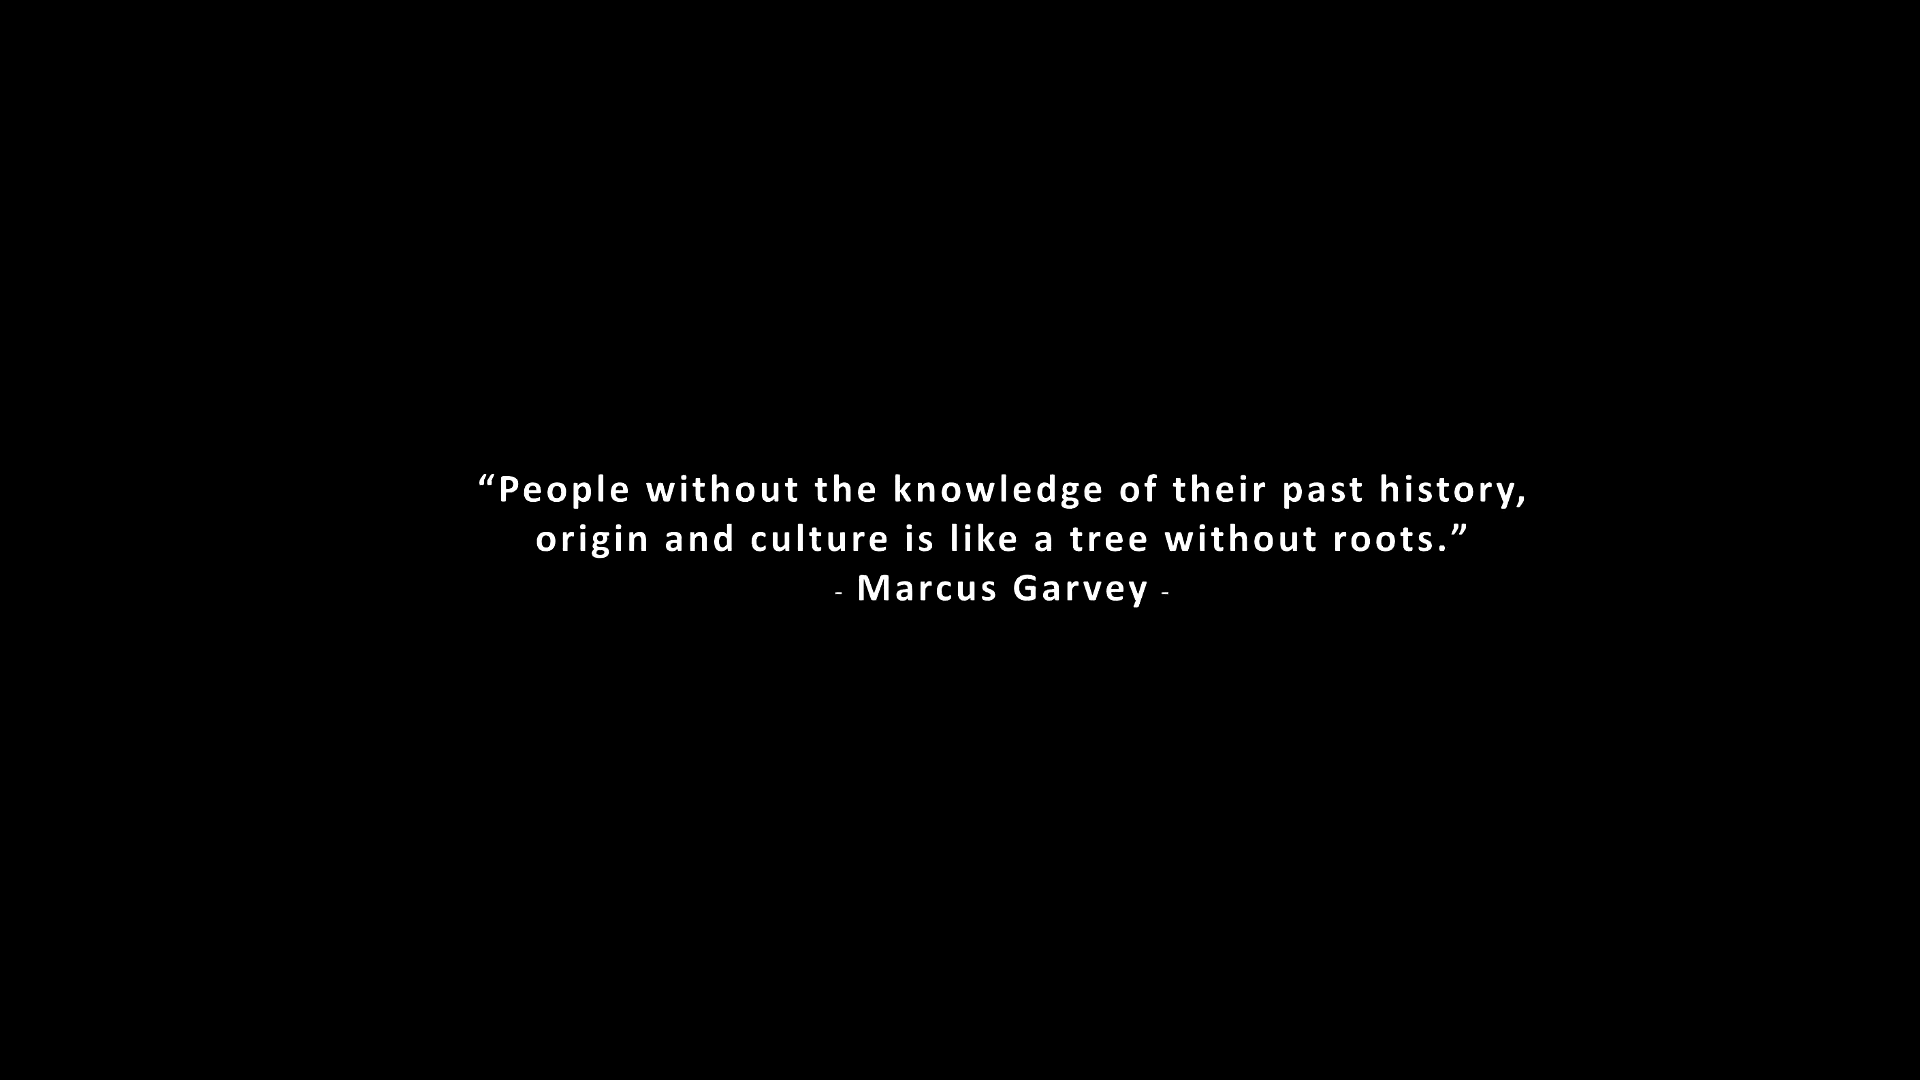 “People without the knowledge of their past history,
origin and culture is like a tree without roots.”
- Marcus Garvey -